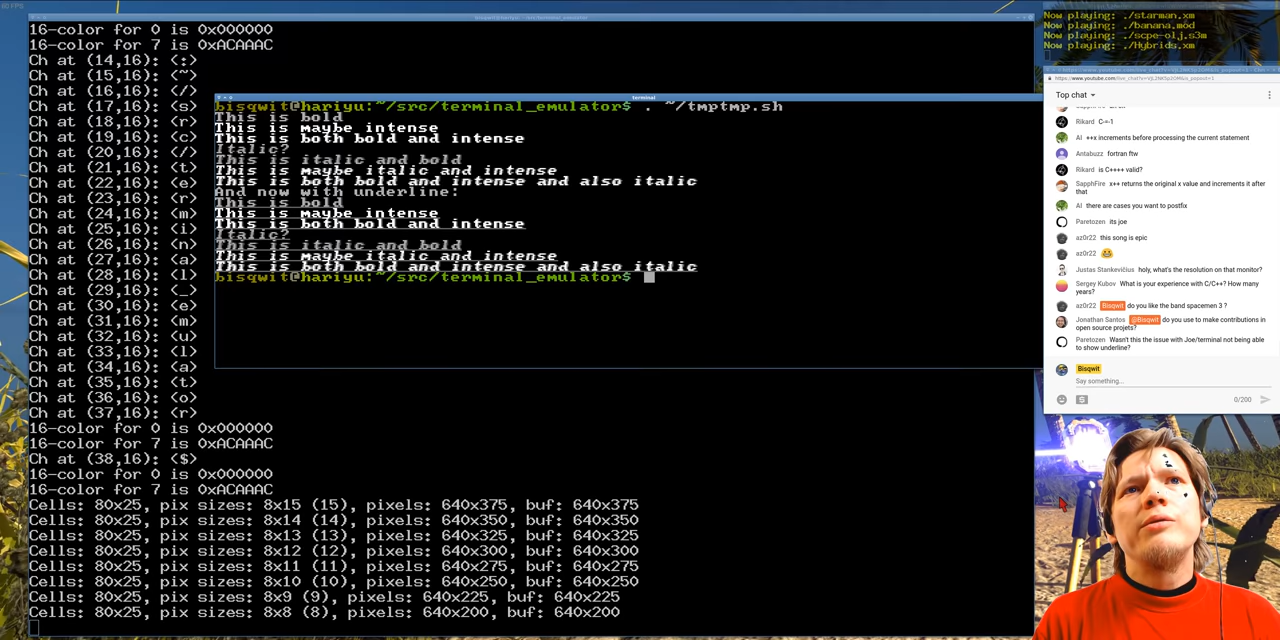 60 FPS
bisqwit@hariyu: ~/src/terminal_emulator
16-color for 0 is 0x000000
16-color for 7 is 0xACAAAC
Ch at (14,16): <:>
Ch at (15,16): <~>
Ch at (16,16): </>
Ch at (17,16): <s>
Ch at (18,16): <r>
Ch at (19,16): <c>
Ch at (20,16): </>
Ch at (21,16): <t>
Ch at (22,16): <e>
Ch at (23,16): <r>
Ch at (24,16): <m>
Ch at (25,16): <i>
Ch at (26,16): <n>
Ch at (27,16): <a>
Ch at (28,16): <l>
Ch at (29,16): <_>
Ch at (30,16): <e>
Ch at (31,16): <m>
Ch at (32,16): <u>
Ch at (33,16): <l>
Ch at (34,16): <a>
Ch at (35,16): <t>
Ch at (36,16): <o>
Ch at (37,16): <r>
16-color for 0 is 0x000000
16-color for 7 is 0xACAAAC
Ch at (38,16): <$>
16-color for 0 is 0x000000
16-color for 7 is 0xACAAAC
Cells: 80x25, pix sizes: 8x15 (15), pixels: 640x375, buf: 640x375
Cells: 80x25, pix sizes: 8x14 (14), pixels: 640x350, buf: 640x350
Cells: 80x25, pix sizes: 8x13 (13), pixels: 640x325, buf: 640x325
Cells: 80x25, pix sizes: 8x12 (12), pixels: 640x300, buf: 640x300
Cells: 80x25, pix sizes: 8x11 (11), pixels: 640x275, buf: 640x275
Cells: 80x25, pix sizes: 8x10 (10), pixels: 640x250, buf: 640x250
Cells: 80x25, pix sizes: 8x9 (9), pixels: 640x225, buf: 640x225
Cells: 80x25, pix sizes: 8x8 (8), pixels: 640x200, buf: 640x200
terminal
bisqwit@hariyu:~/src/terminal_emulator$ . ~/tmptmp.sh
This is bold
This is maybe intense
This is both bold and intense
Italic?
This is italic and bold
This is maybe italic and intense
This is both bold and intense and also italic
And now with underline:
This is bold
This is maybe intense
This is both bold and intense
Italic?
This is italic and bold
This is maybe italic and intense
This is both bold and intense and also italic
bisqwit@hariyu:~/src/terminal_emulator$
Now playing: ./starman.xm
Now playing: ./banana.mod
Now playing: ./scpe-olj.s3m
Now playing: ./Hybrids.xm
Top chat
Rikard C-=-1
Al ++x increments before processing the current statement
Antabuzz fortran ftw
Rikard is C++++ valid?
SapphFire x++ returns the original x value and increments it after
that
Al there are cases you want to postfix
Paretozen its joe
az0r22 this song is epic
az0r22 😂
Justas Stankevičius holy, what's the resolution on that monitor?
Sergey Kubov What is your experience with C/C++? How many
years?
az0r22 Bisqwit do you like the band spacemen 3 ?
Jonathan Santos @Bisqwit do you use to make contributions in
open source projets?
Paretozen Wasn't this the issue with Joe/terminal not being able
to show underline?
Bisqwit
Say something...
0/200